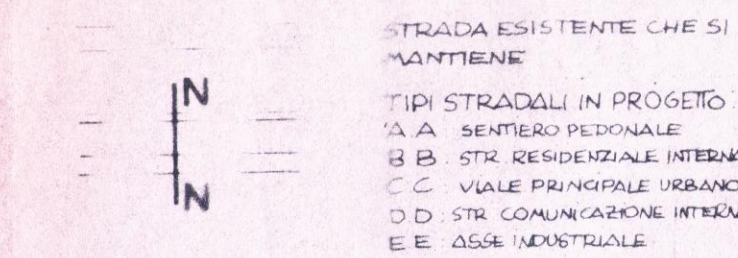 STRADA ESISTENTE CHE SI
MANTIENE
N
TIPI STRADALI IN PROGETTO:
A A SENTIERO PEDONALE
B B STR. RESIDENZIALE INTERNA
C C VIALE PRINCIPALE URBANO
D D STR COMUNICAZIONE INTERN
E E ASSE INDUSTRIALE
N